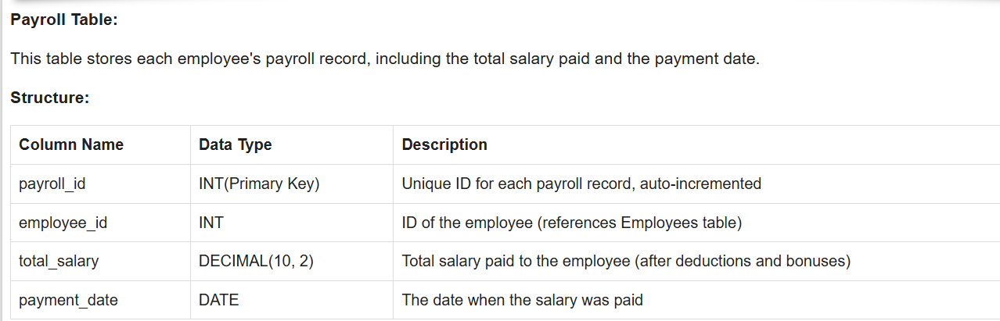 Payroll Table:
This table stores each employee's payroll record, including the total salary paid and the payment date.
Structure:
Column Name Data Type Description
payroll_id INT(Primary Key) Unique ID for each payroll record, auto-incremented
employee_id INT ID of the employee (references Employees table)
total_salary DECIMAL(10, 2) Total salary paid to the employee (after deductions and bonuses)
payment_date DATE The date when the salary was paid